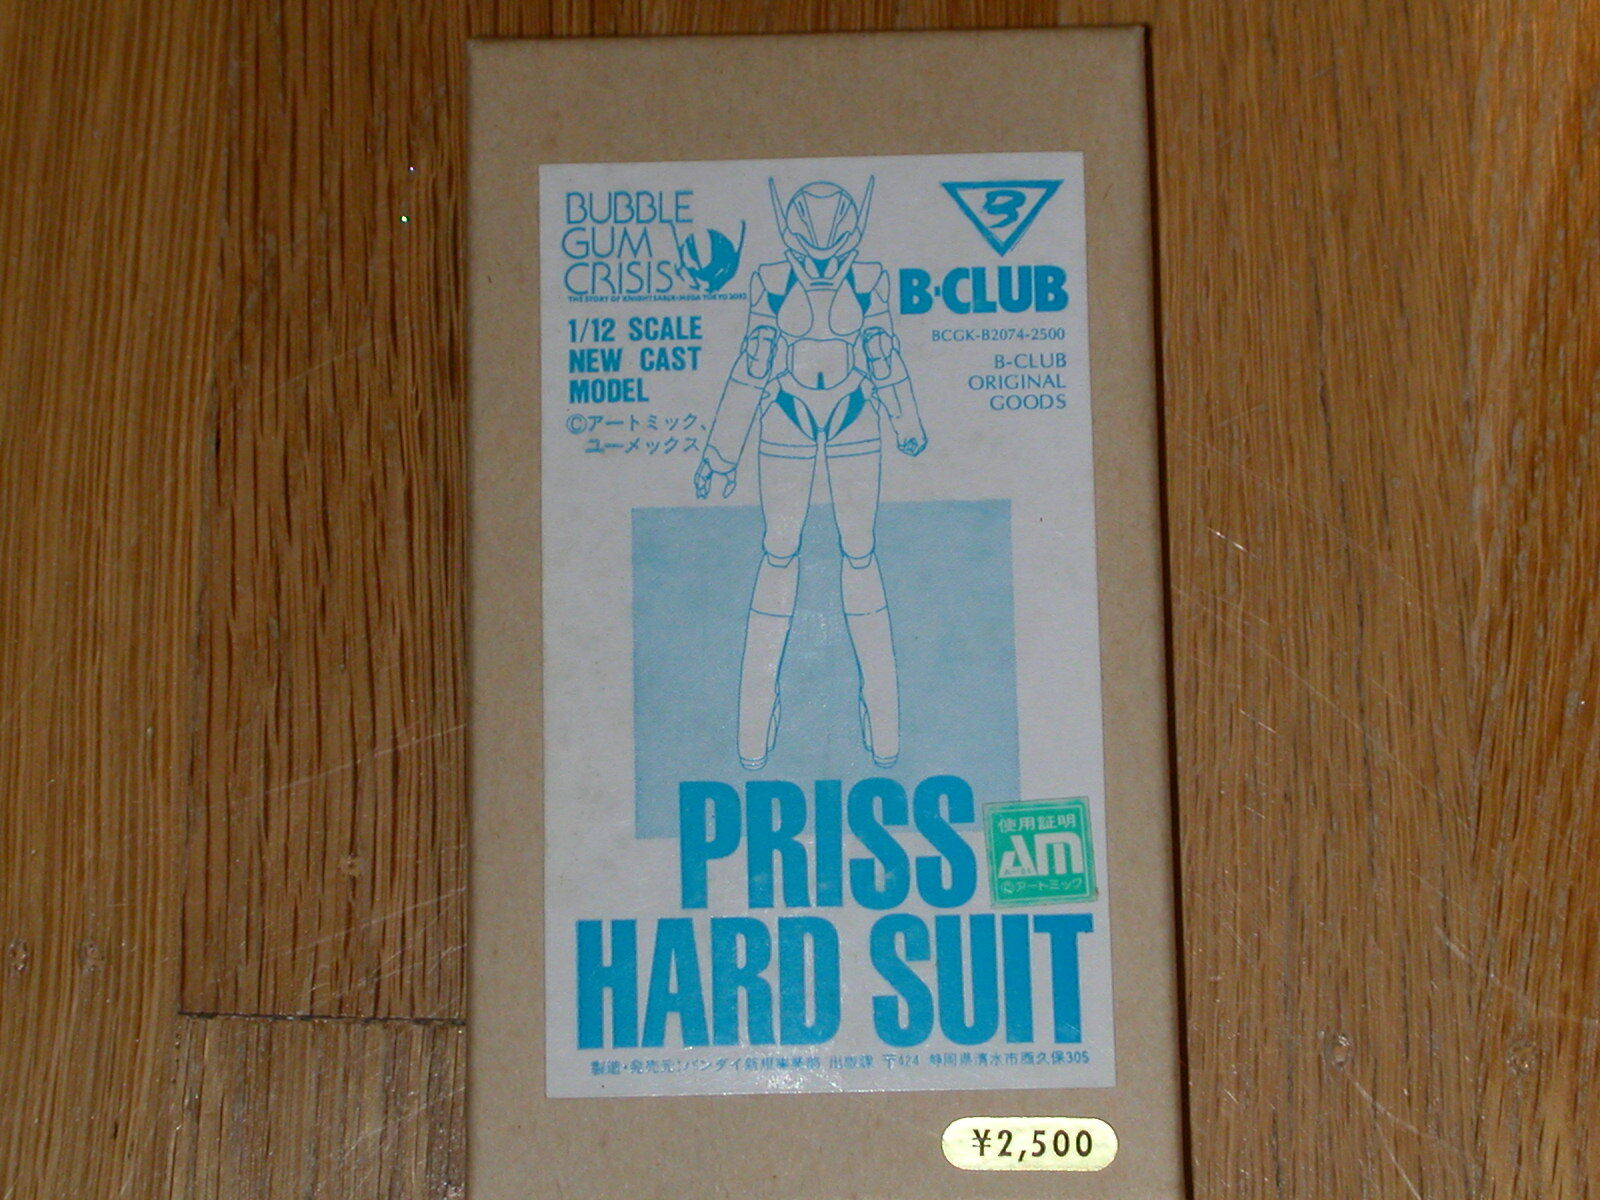 BUBBLE
GUM
CRISIS
THE STORY OF KNIGHT SABER・MEGA TOKYO 2032
1/12 SCALE
NEW CAST
MODEL
©アートミック、
ユーメックス
B・CLUB
BCGK-B2074-2500
B-CLUB
ORIGINAL
GOODS
PRISS
HARD SUIT
使用証明
AM
©アートミック
製造・発売元:バンダイ新規事業部 出版課 〒424 静岡県清水市西久保305
¥2,500